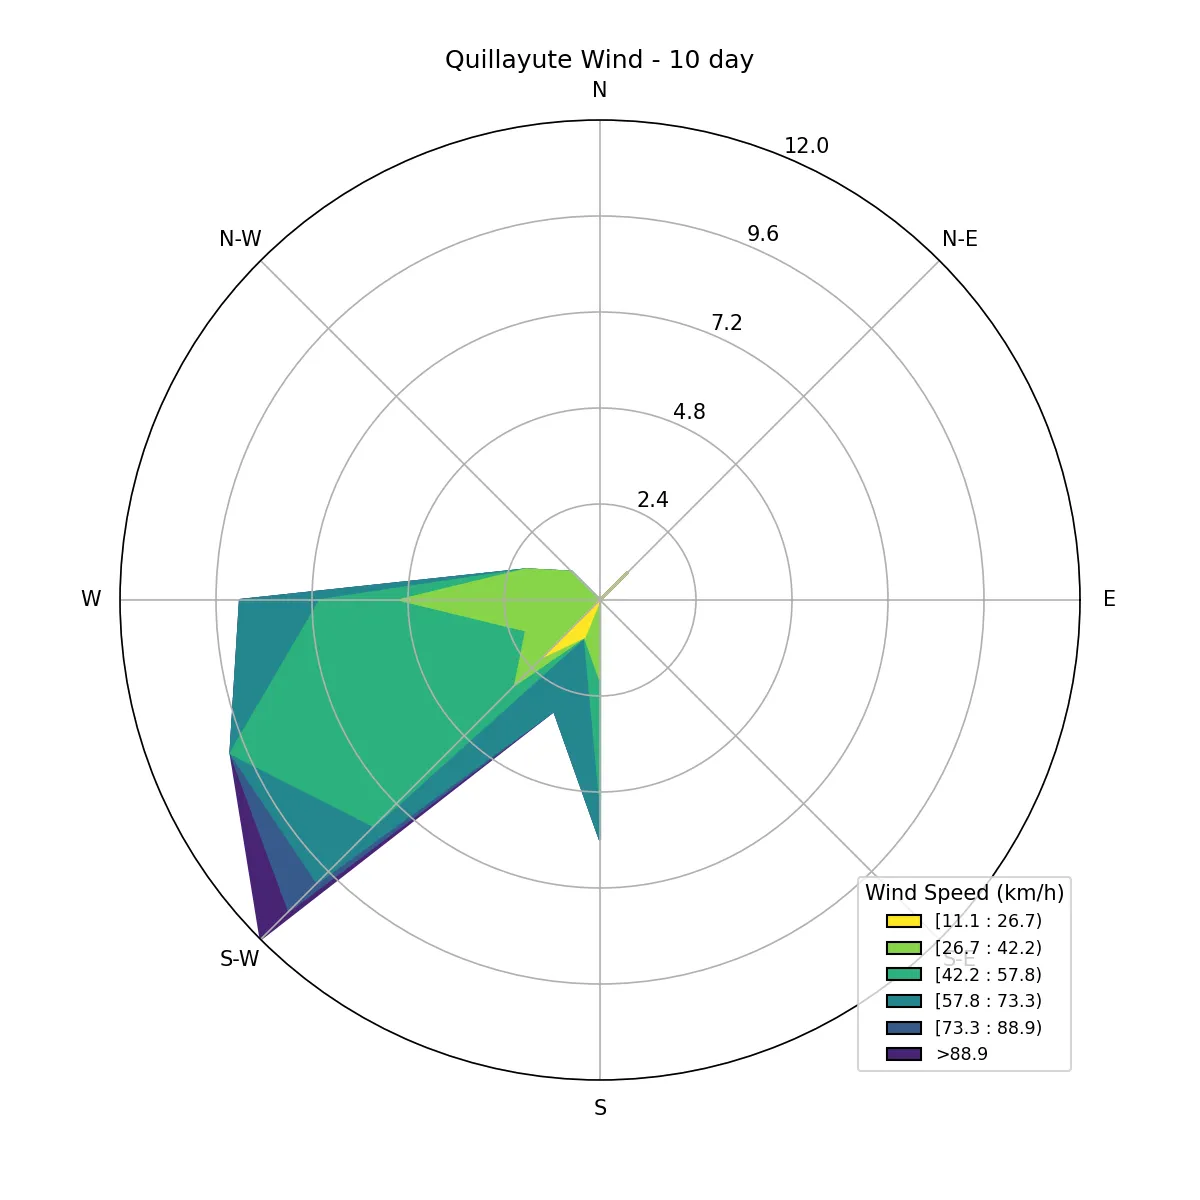 Quillayute Wind - 10 day
N
12.0
N-W
9.6
N-E
7.2
4.8
2.4
W
E
S-W
S-E
Wind Speed (km/h)
[11.1 : 26.7)
[26.7 : 42.2)
[42.2 : 57.8)
[57.8 : 73.3)
[73.3 : 88.9)
>88.9
S